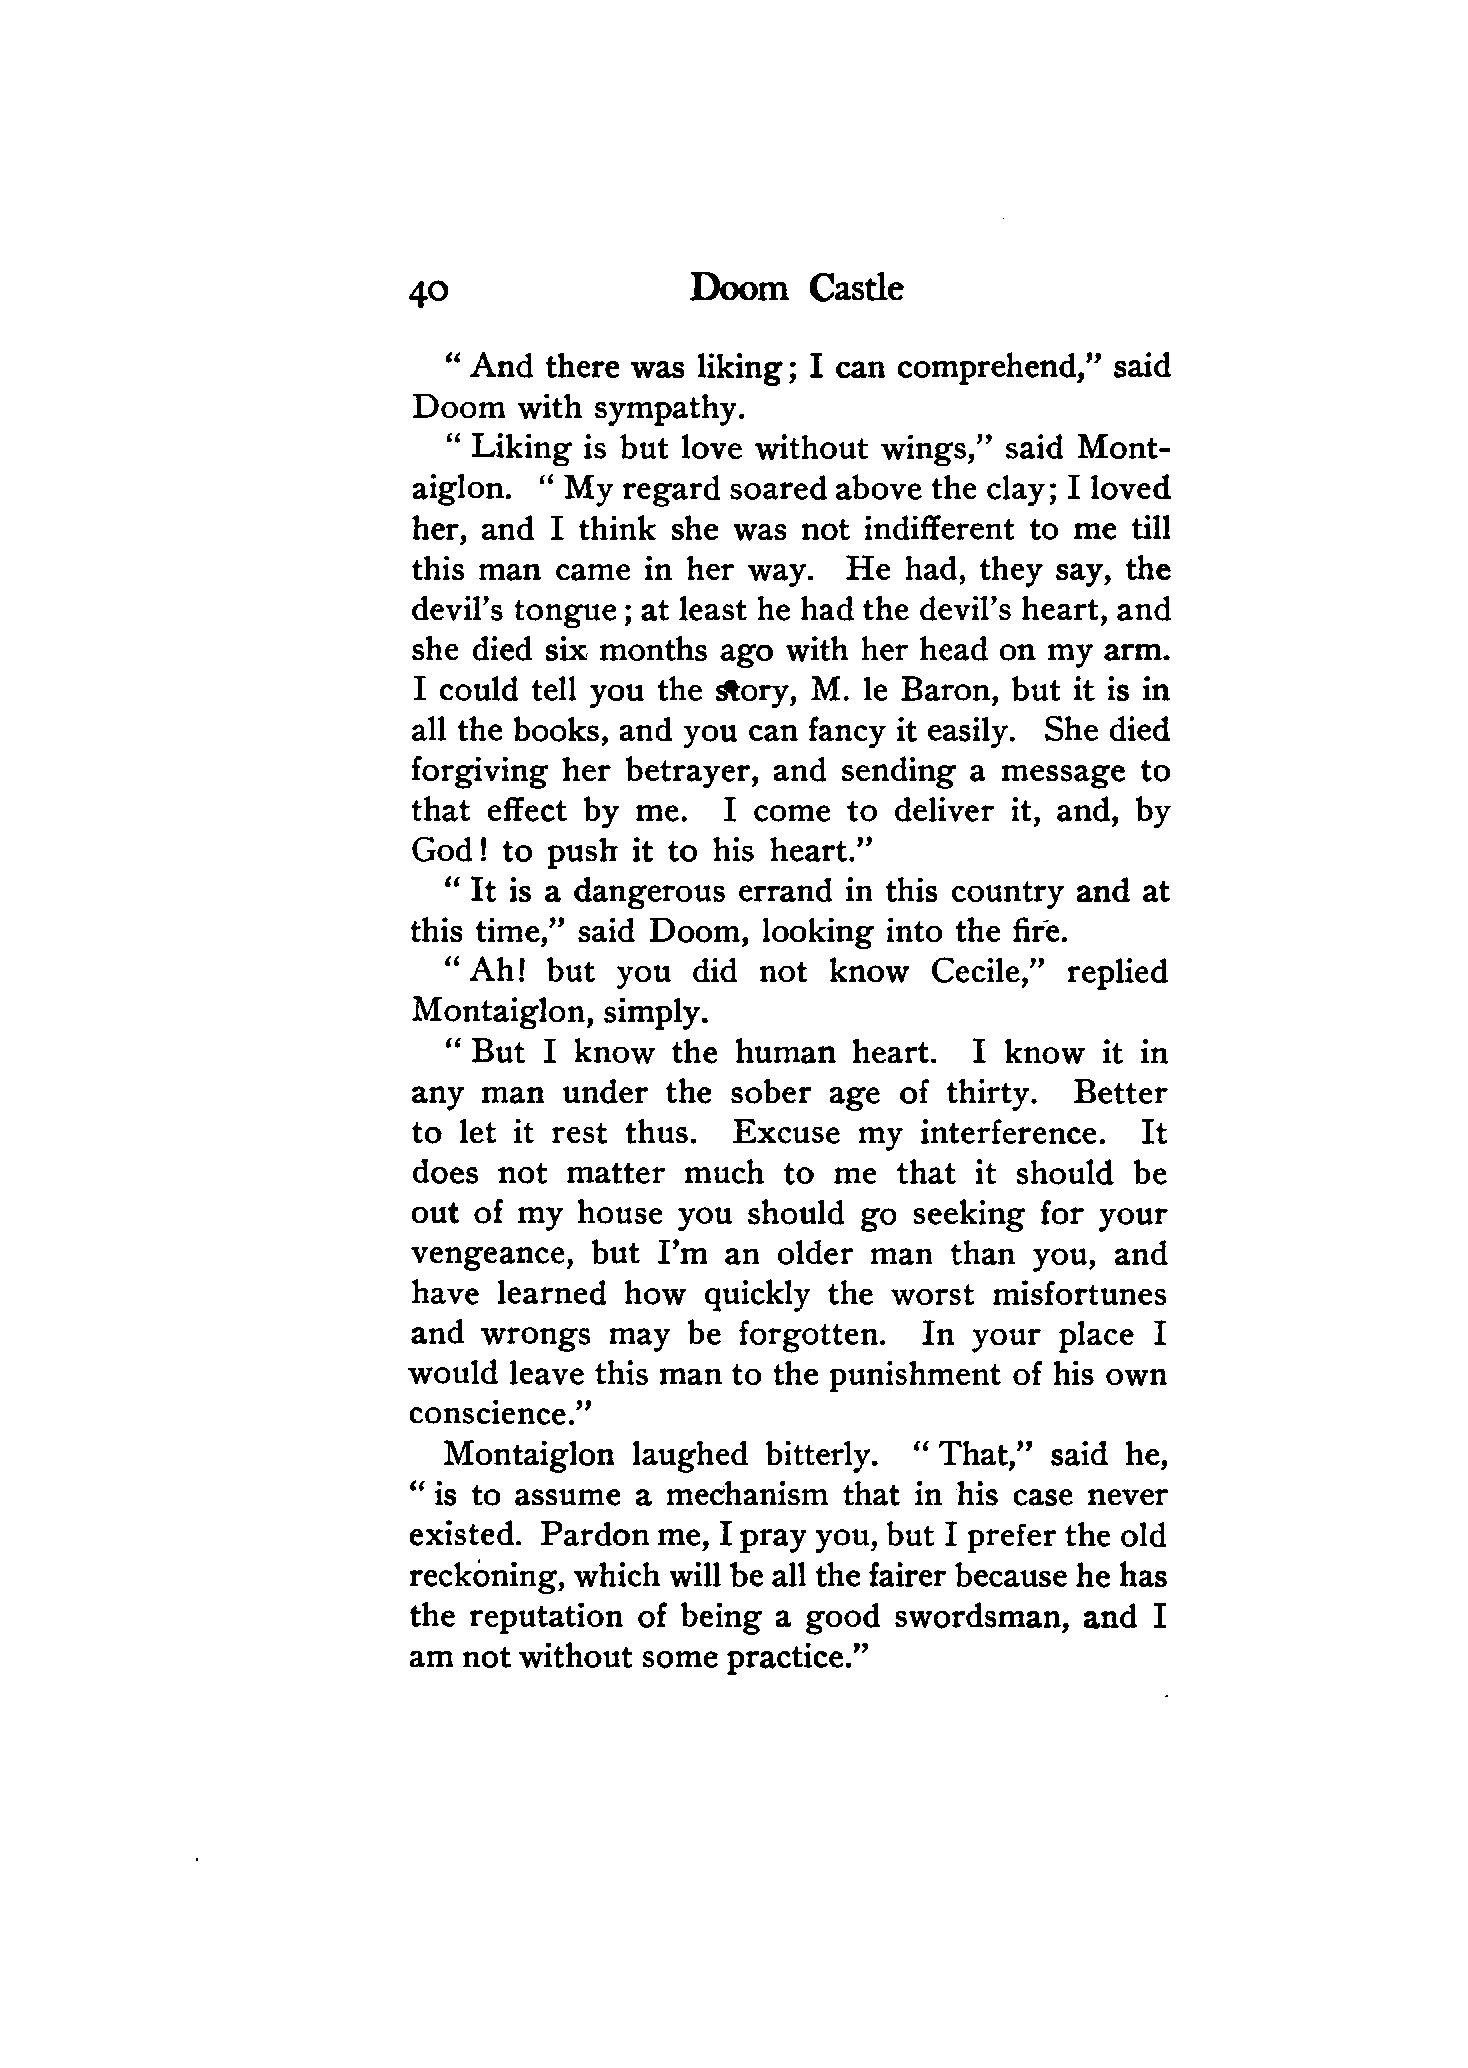 40 Doom Castle
“ And there was liking ; I can comprehend,” said
Doom with sympathy.
“ Liking is but love without wings,” said Mont-
aiglon. “ My regard soared above the clay; I loved
her, and I think she was not indifferent to me till
this man came in her way. He had, they say, the
devil’s tongue ; at least he had the devil’s heart, and
she died six months ago with her head on my arm.
I could tell you the story, M. le Baron, but it is in
all the books, and you can fancy it easily. She died
forgiving her betrayer, and sending a message to
that effect by me. I come to deliver it, and, by
God ! to push it to his heart.”
“ It is a dangerous errand in this country and at
this time,” said Doom, looking into the fire.
“ Ah! but you did not know Cecile,” replied
Montaiglon, simply.
“ But I know the human heart. I know it in
any man under the sober age of thirty. Better
to let it rest thus. Excuse my interference. It
does not matter much to me that it should be
out of my house you should go seeking for your
vengeance, but I’m an older man than you, and
have learned how quickly the worst misfortunes
and wrongs may be forgotten. In your place I
would leave this man to the punishment of his own
conscience.”
Montaiglon laughed bitterly. “ That,” said he,
“ is to assume a mechanism that in his case never
existed. Pardon me, I pray you, but I prefer the old
reckoning, which will be all the fairer because he has
the reputation of being a good swordsman, and I
am not without some practice.”